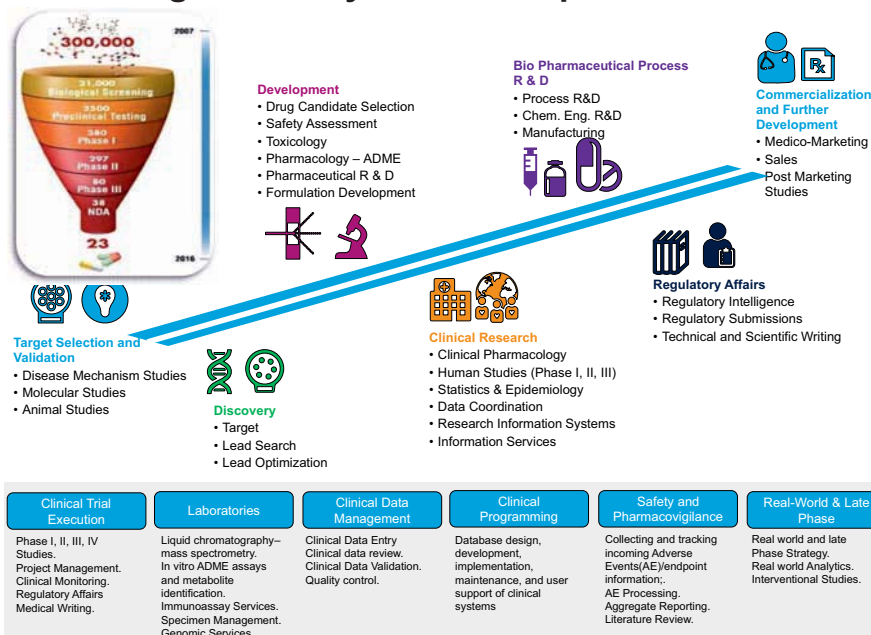 300,000
2007
31,000
Biological Screening
3500
Preclinical Testing
380
Phase I
297
Phase II
60
Phase III
38
NDA
23
2016
Development
• Drug Candidate Selection
• Safety Assessment
• Toxicology
• Pharmacology – ADME
• Pharmaceutical R & D
• Formulation Development
Bio Pharmaceutical Process
R & D
• Process R&D
• Chem. Eng. R&D
• Manufacturing
Rx
Commercialization
and Further
Development
• Medico-Marketing
• Sales
• Post Marketing
Studies
Target Selection and
Validation
• Disease Mechanism Studies
• Molecular Studies
• Animal Studies
Discovery
• Target
• Lead Search
• Lead Optimization
Clinical Research
• Clinical Pharmacology
• Human Studies (Phase I, II, III)
• Statistics & Epidemiology
• Data Coordination
• Research Information Systems
• Information Services
Regulatory Affairs
• Regulatory Intelligence
• Regulatory Submissions
• Technical and Scientific Writing
Clinical Trial
Execution
Phase I, II, III, IV
Studies.
Project Management.
Clinical Monitoring.
Regulatory Affairs
Medical Writing.
Laboratories
Liquid chromatography–
mass spectrometry.
In vitro ADME assays
and metabolite
identification.
Immunoassay Services.
Specimen Management.
Genomic Services
Clinical Data
Management
Clinical Data Entry
Clinical data review.
Clinical Data Validation.
Quality control.
Clinical
Programming
Database design,
development,
implementation,
maintenance, and user
support of clinical
systems
Safety and
Pharmacovigilance
Collecting and tracking
incoming Adverse
Events(AE)/endpoint
information;.
AE Processing.
Aggregate Reporting.
Literature Review.
Real-World & Late
Phase
Real world and late
Phase Strategy.
Real world Analytics.
Interventional Studies.